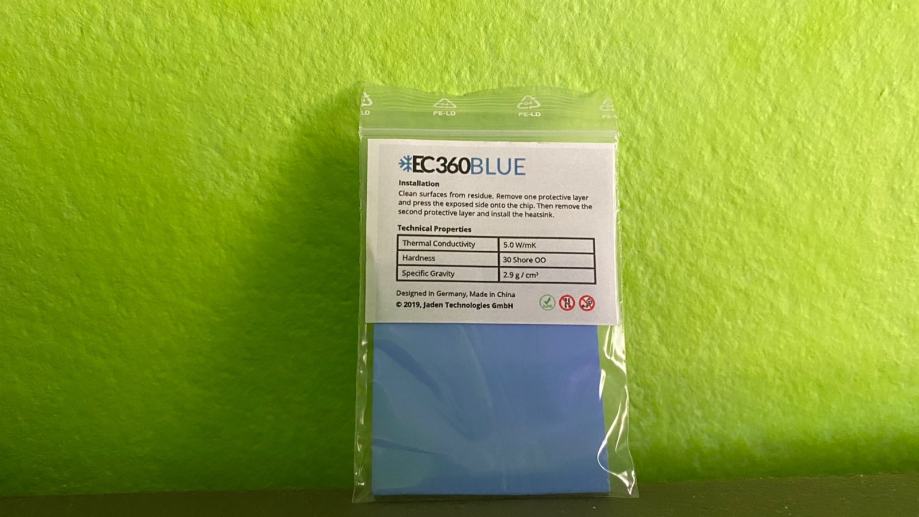 PE-LD PE-LD
EC360BLUE
Installation
Clean surfaces from residue. Remove one protective layer
and press the exposed side onto the chip. Then remove the
second protective layer and install the heatsink.
Technical Properties
Thermal Conductivity 5.0 W/mK
Hardness 30 Shore OO
Specific Gravity 2.9 g / cm³
Designed in Germany, Made in China
© 2019, Jaden Technologies GmbH